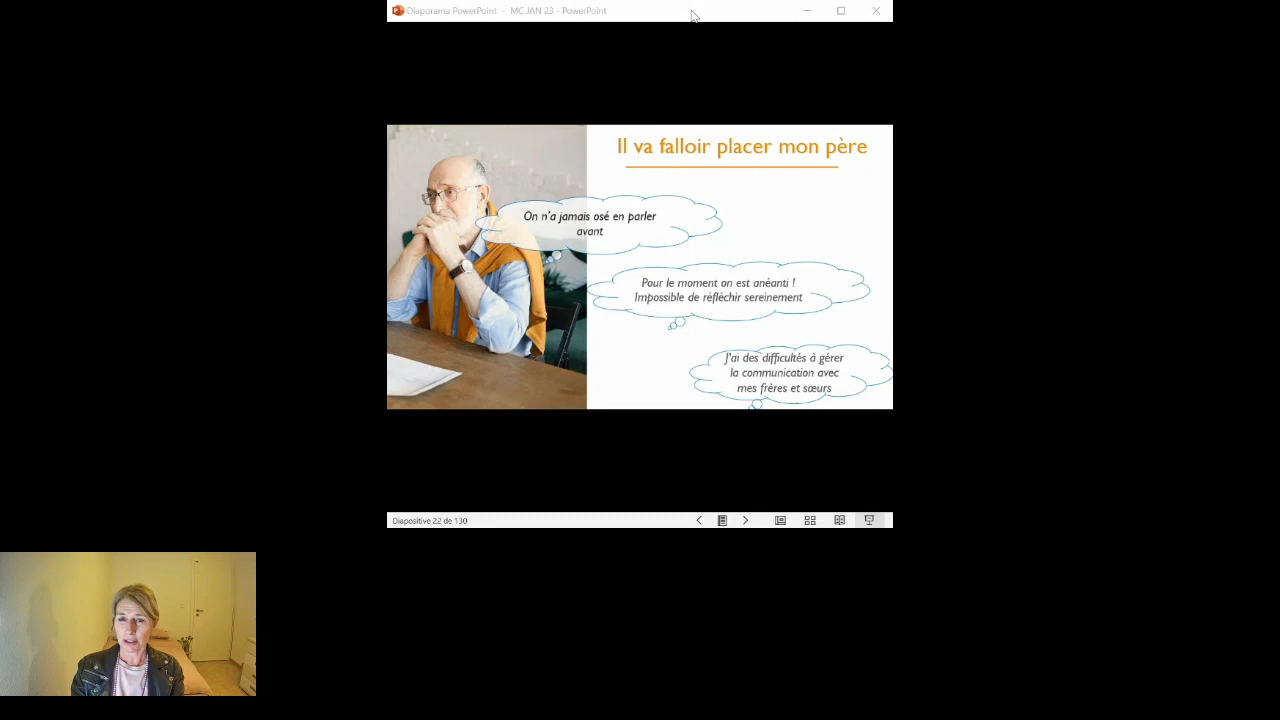 Diaporama PowerPoint - MC JAN 23 - PowerPoint
Il va falloir placer mon père
On n'a jamais osé en parler
avant
Pour le moment on est anéanti !
Impossible de réfléchir sereinement
J'ai des difficultés à gérer
la communication avec
mes frères et sœurs
Diapositive 22 de 130